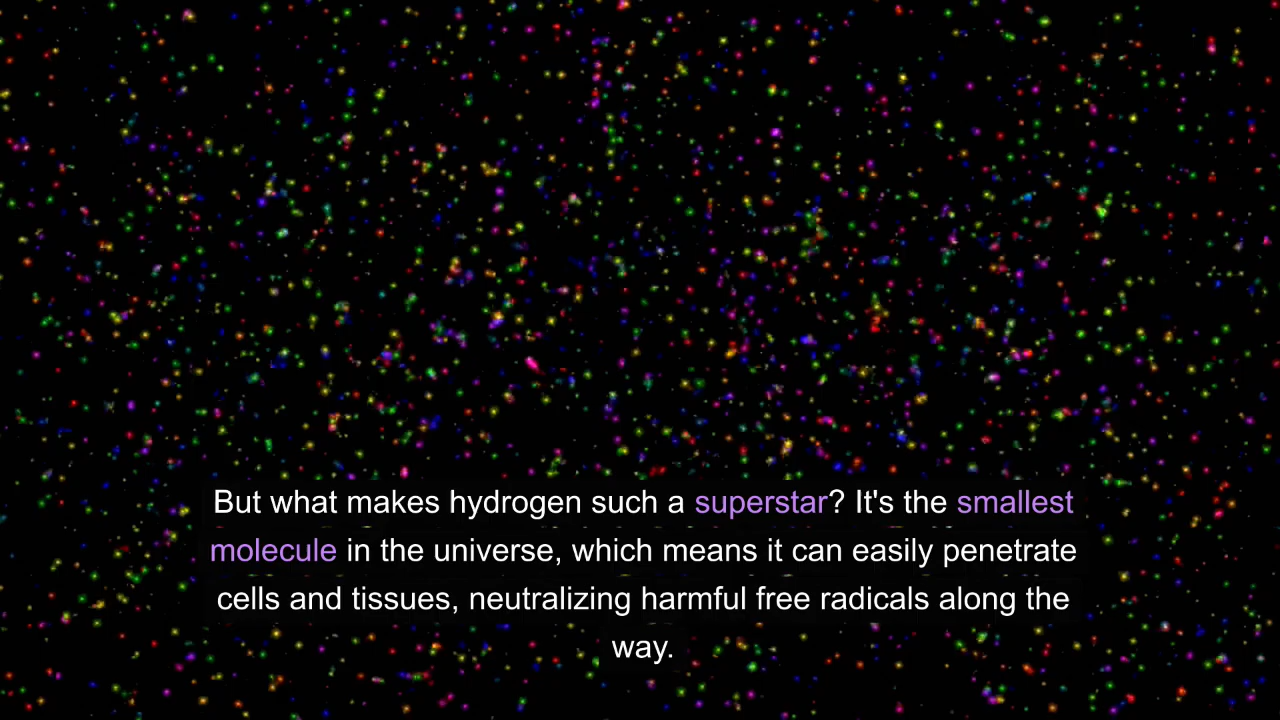 But what makes hydrogen such a superstar? It's the smallest
molecule in the universe, which means it can easily penetrate
cells and tissues, neutralizing harmful free radicals along the
way.